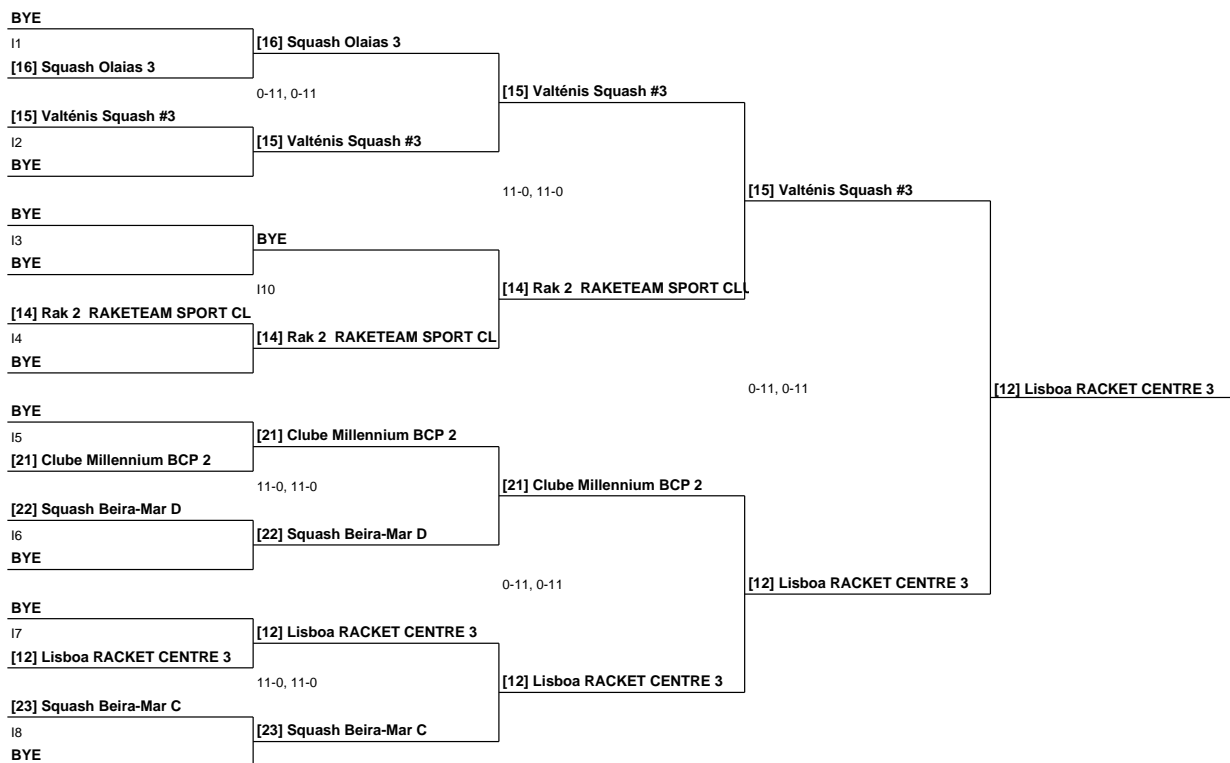 BYE
I1
[16] Squash Olaias 3
[16] Squash Olaias 3
0-11, 0-11
[15] Valténis Squash #3
[15] Valténis Squash #3
I2
[15] Valténis Squash #3
BYE
11-0, 11-0
[15] Valténis Squash #3
BYE
I3
BYE
BYE
I10
[14] Rak 2  RAKETEAM SPORT CLU
[14] Rak 2  RAKETEAM SPORT CL
I4
[14] Rak 2  RAKETEAM SPORT CL
BYE
0-11, 0-11
[12] Lisboa RACKET CENTRE 3
BYE
I5
[21] Clube Millennium BCP 2
[21] Clube Millennium BCP 2
11-0, 11-0
[21] Clube Millennium BCP 2
[22] Squash Beira-Mar D
I6
[22] Squash Beira-Mar D
BYE
0-11, 0-11
[12] Lisboa RACKET CENTRE 3
BYE
I7
[12] Lisboa RACKET CENTRE 3
[12] Lisboa RACKET CENTRE 3
11-0, 11-0
[12] Lisboa RACKET CENTRE 3
[23] Squash Beira-Mar C
I8
[23] Squash Beira-Mar C
BYE